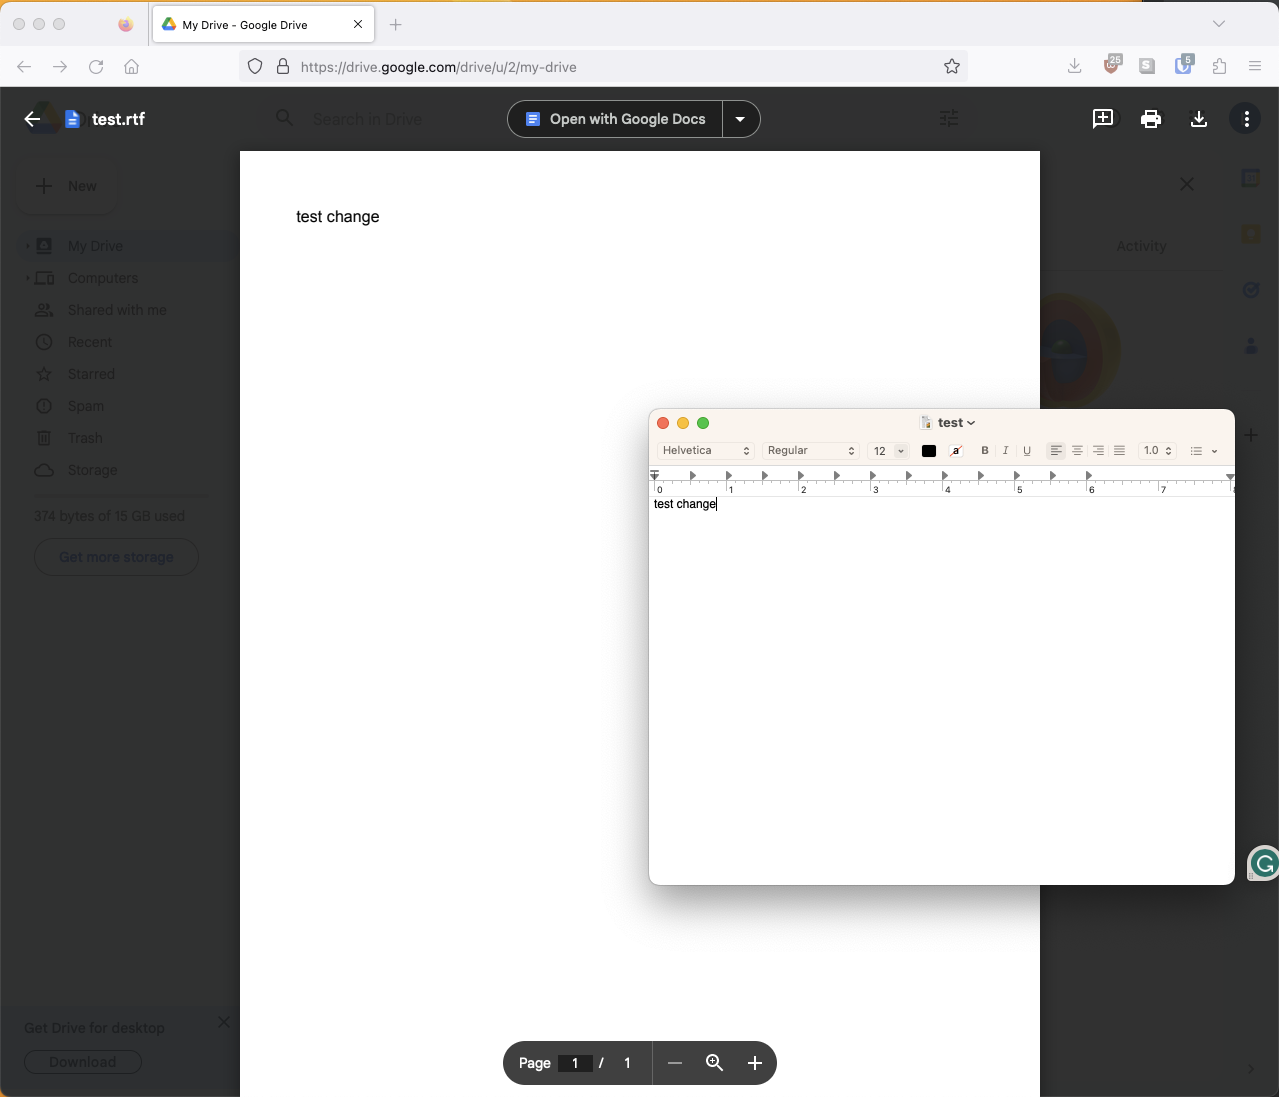 My Drive - Google Drive
https://drive.google.com/drive/u/2/my-drive
25
S
5
test.rtf
Search in Drive
Open with Google Docs
New
My Drive
Computers
Shared with me
Recent
Starred
Spam
Trash
Storage
374 bytes of 15 GB used
Get more storage
Activity
test change
test
Helvetica
Regular
12
a
B I U
1.0
0 1 2 3 4 5 6 7
test change
Get Drive for desktop
Download
Page 1 / 1